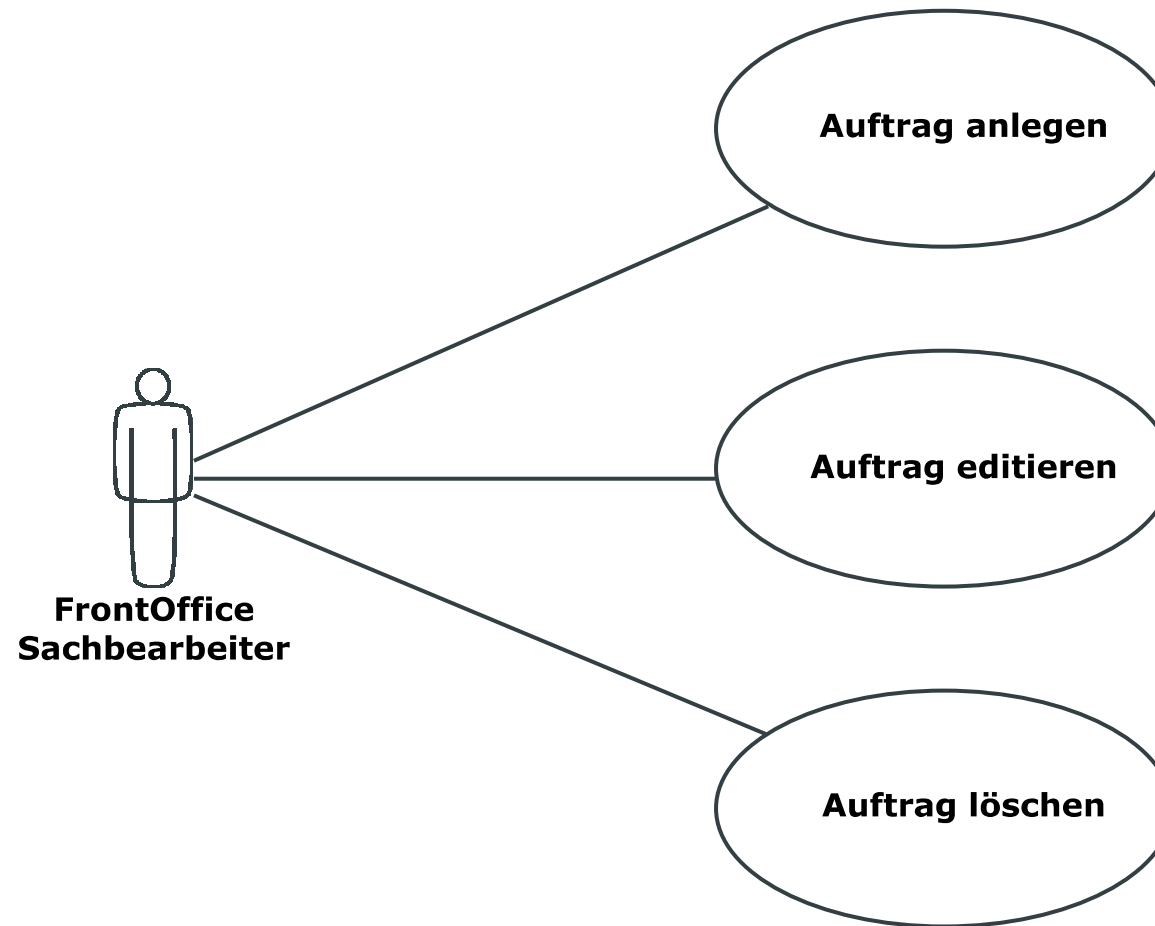 Auftrag anlegen
Auftrag editieren
FrontOffice
Sachbearbeiter
Auftrag löschen